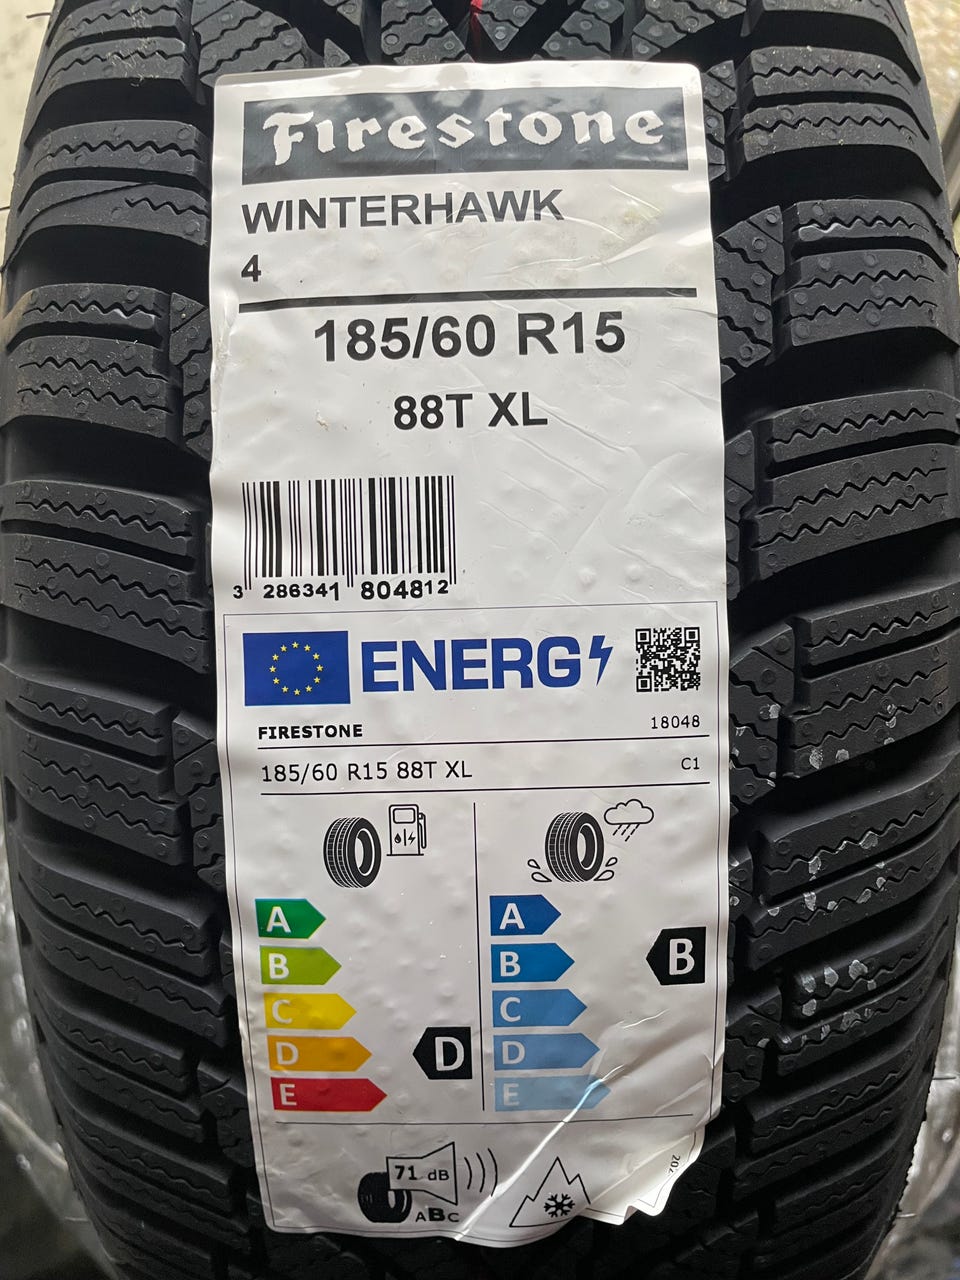 Firestone
WINTERHAWK
4
185/60 R15
88T XL
3 286341 804812
ENERG
FIRESTONE 18048
185/60 R15 88T XL C1
A
B
C
D
E
D
A
B
C
D
E
B
71 dB
ABC